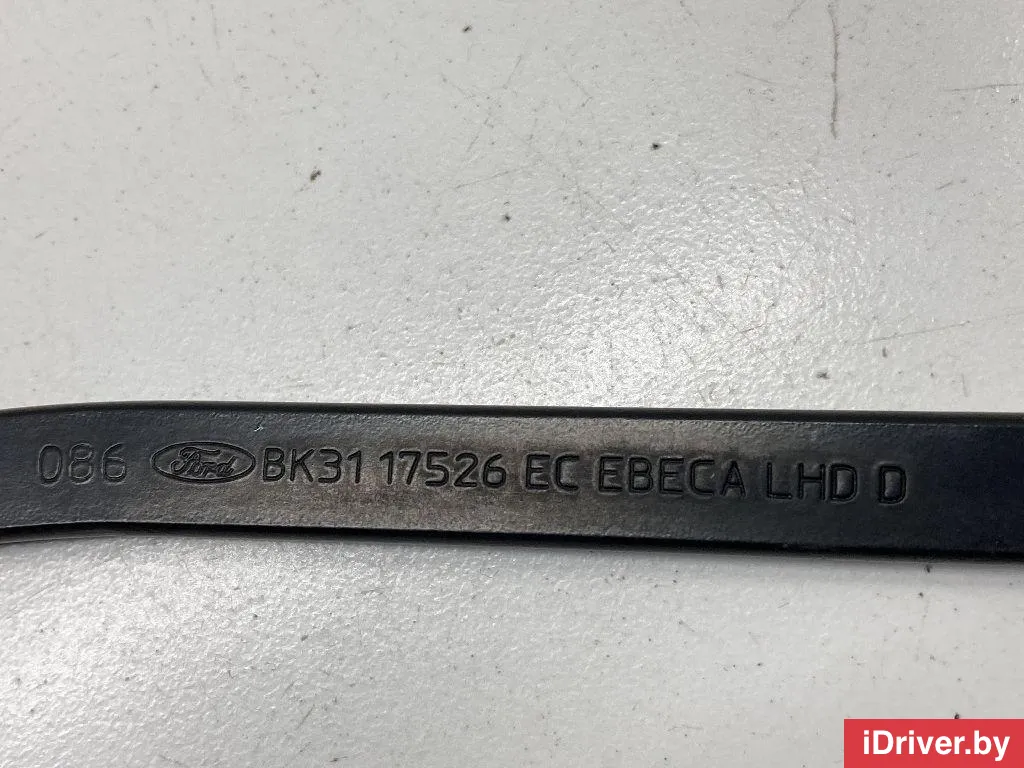 086 Ford BK31 17526 EC EBECA LHD D
iDriver.by